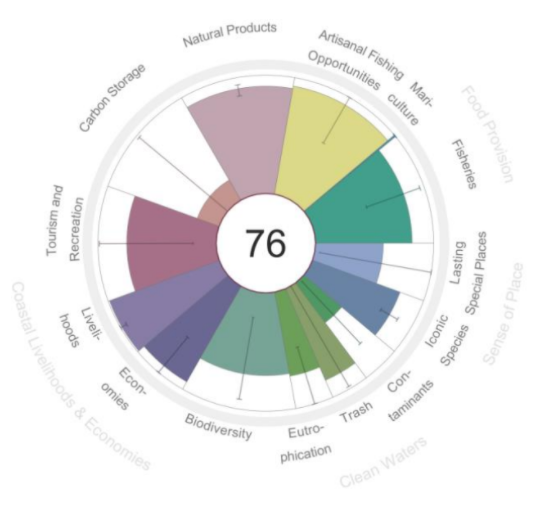 Natural Products
Artisanal Fishing
Opportunities
Mari-
culture
Food Provision
Fisheries
Carbon Storage
76
Tourism and
Recreation
Lasting
Special Places
Sense of Place
Iconic
Species
Liveli-
hoods
Coastal Livelihoods & Economies
Econ-
omies
Biodiversity
Eutro-
phication
Trash
Con-
taminants
Clean Waters